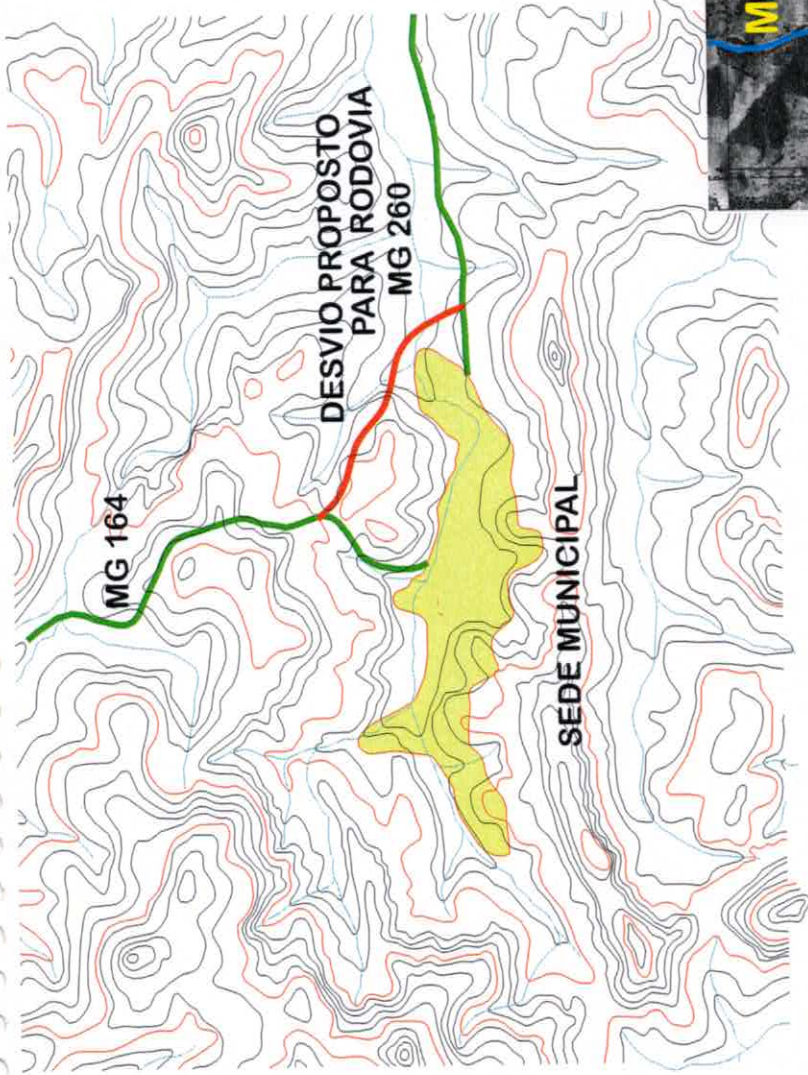 MG 164
DESVIO PROPOSTO
PARA RODOVIA
MG 260
SEDE MUNICIPAL
M